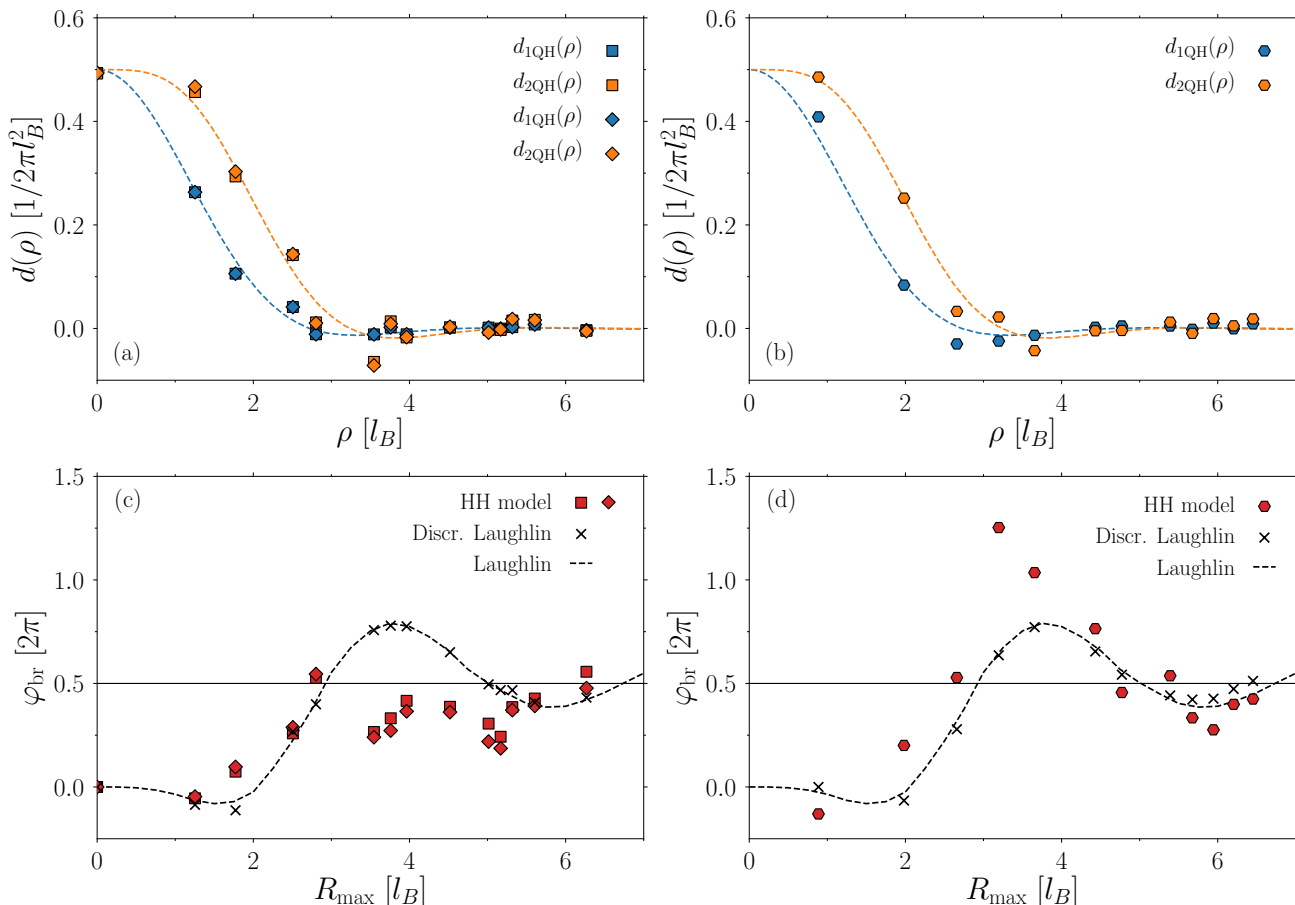 0.6
0.4
0.2
0.0
d(ρ) [1/2πl_B^2]
d_1QH(ρ)
d_2QH(ρ)
d_1QH(ρ)
d_2QH(ρ)
(a)
0 2 4 6
ρ [l_B]
0.6
0.4
0.2
0.0
d(ρ) [1/2πl_B^2]
d_1QH(ρ)
d_2QH(ρ)
(b)
0 2 4 6
ρ [l_B]
1.5
1.0
0.5
0.0
φ_br [2π]
(c)
HH model
Discr. Laughlin
Laughlin
0 2 4 6
R_max [l_B]
1.5
1.0
0.5
0.0
φ_br [2π]
(d)
HH model
Discr. Laughlin
Laughlin
0 2 4 6
R_max [l_B]